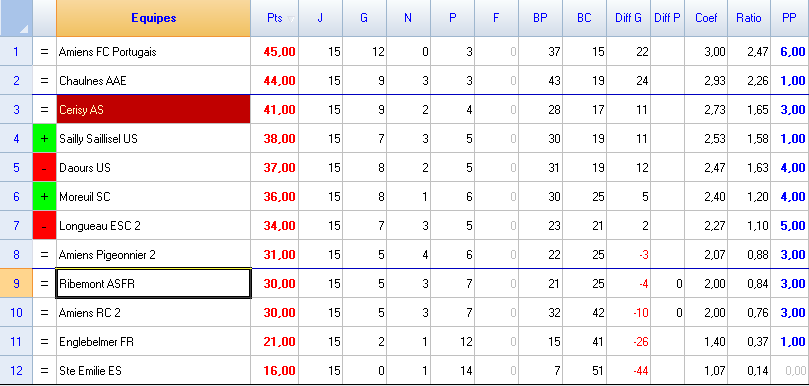 Equipes Pts J G N P F BP BC Diff G Diff P Coef Ratio PP
1 = Amiens FC Portugais 45,00 15 12 0 3 0 37 15 22 3,00 2,47 6,00
2 = Chaulnes AAE 44,00 15 9 3 3 0 43 19 24 2,93 2,26 1,00
3 = Cerisy AS 41,00 15 9 2 4 0 28 17 11 2,73 1,65 3,00
4 + Sailly Saillisel US 38,00 15 7 3 5 0 30 19 11 2,53 1,58 1,00
5 - Daours US 37,00 15 8 2 5 0 31 19 12 2,47 1,63 4,00
6 + Moreuil SC 36,00 15 8 1 6 0 30 25 5 2,40 1,20 4,00
7 - Longueau ESC 2 34,00 15 7 3 5 0 23 21 2 2,27 1,10 5,00
8 = Amiens Pigeonnier 2 31,00 15 5 4 6 0 22 25 -3 2,07 0,88 3,00
9 = Ribemont ASFR 30,00 15 5 3 7 0 21 25 -4 0 2,00 0,84 3,00
10 = Amiens RC 2 30,00 15 5 3 7 0 32 42 -10 0 2,00 0,76 3,00
11 = Englebelmer FR 21,00 15 2 1 12 0 15 41 -26 1,40 0,37 1,00
12 = Ste Emilie ES 16,00 15 0 1 14 0 7 51 -44 1,07 0,14 0,00